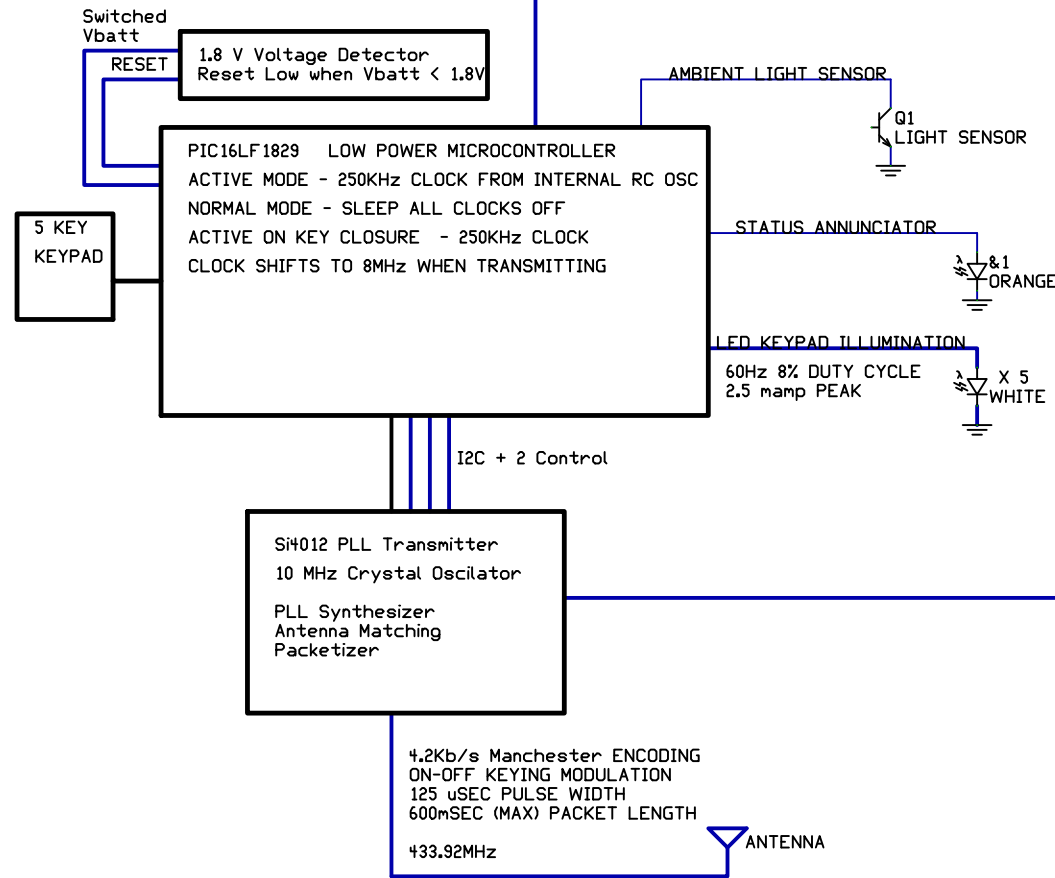 Switched
Vbatt
RESET
1.8 V Voltage Detector
Reset Low when Vbatt < 1.8V
AMBIENT LIGHT SENSOR
Q1
LIGHT SENSOR
PIC16LF1829 LOW POWER MICROCONTROLLER
ACTIVE MODE - 250KHz CLOCK FROM INTERNAL RC OSC
NORMAL MODE - SLEEP ALL CLOCKS OFF
ACTIVE ON KEY CLOSURE - 250KHz CLOCK
CLOCK SHIFTS TO 8MHz WHEN TRANSMITTING
5 KEY
KEYPAD
STATUS ANNUNCIATOR
λ
&1
ORANGE
LED KEYPAD ILLUMINATION
60Hz 8% DUTY CYCLE
2.5 mamp PEAK
λ
X 5
WHITE
I2C + 2 Control
Si4012 PLL Transmitter
10 MHz Crystal Oscilator
PLL Synthesizer
Antenna Matching
Packetizer
4.2Kb/s Manchester ENCODING
ON-OFF KEYING MODULATION
125 uSEC PULSE WIDTH
600mSEC (MAX) PACKET LENGTH
433.92MHz
ANTENNA